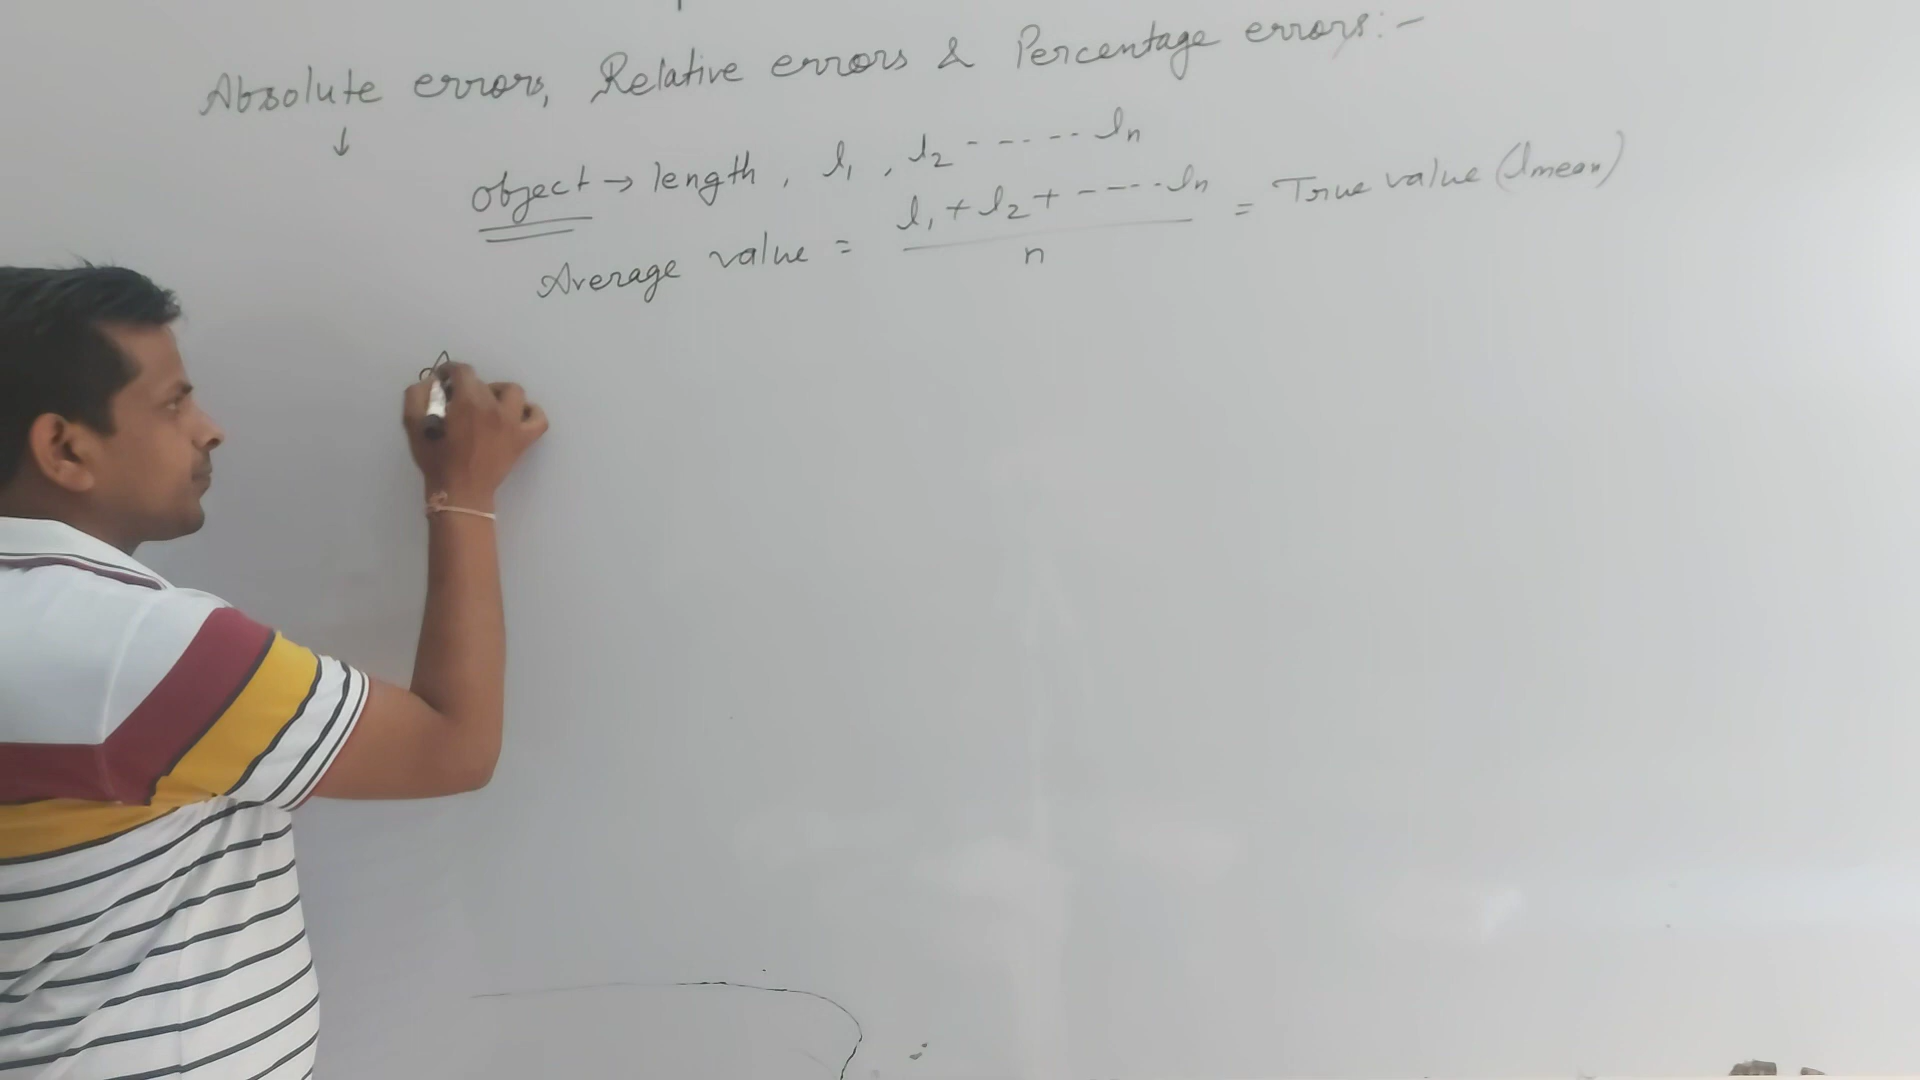 Absolute errors, Relative errors & Percentage errors:-
↓
object → length, l₁, l₂ ------ lₙ
Average value = (l₁ + l₂ + ----- lₙ) / n = True value (lmean)
A